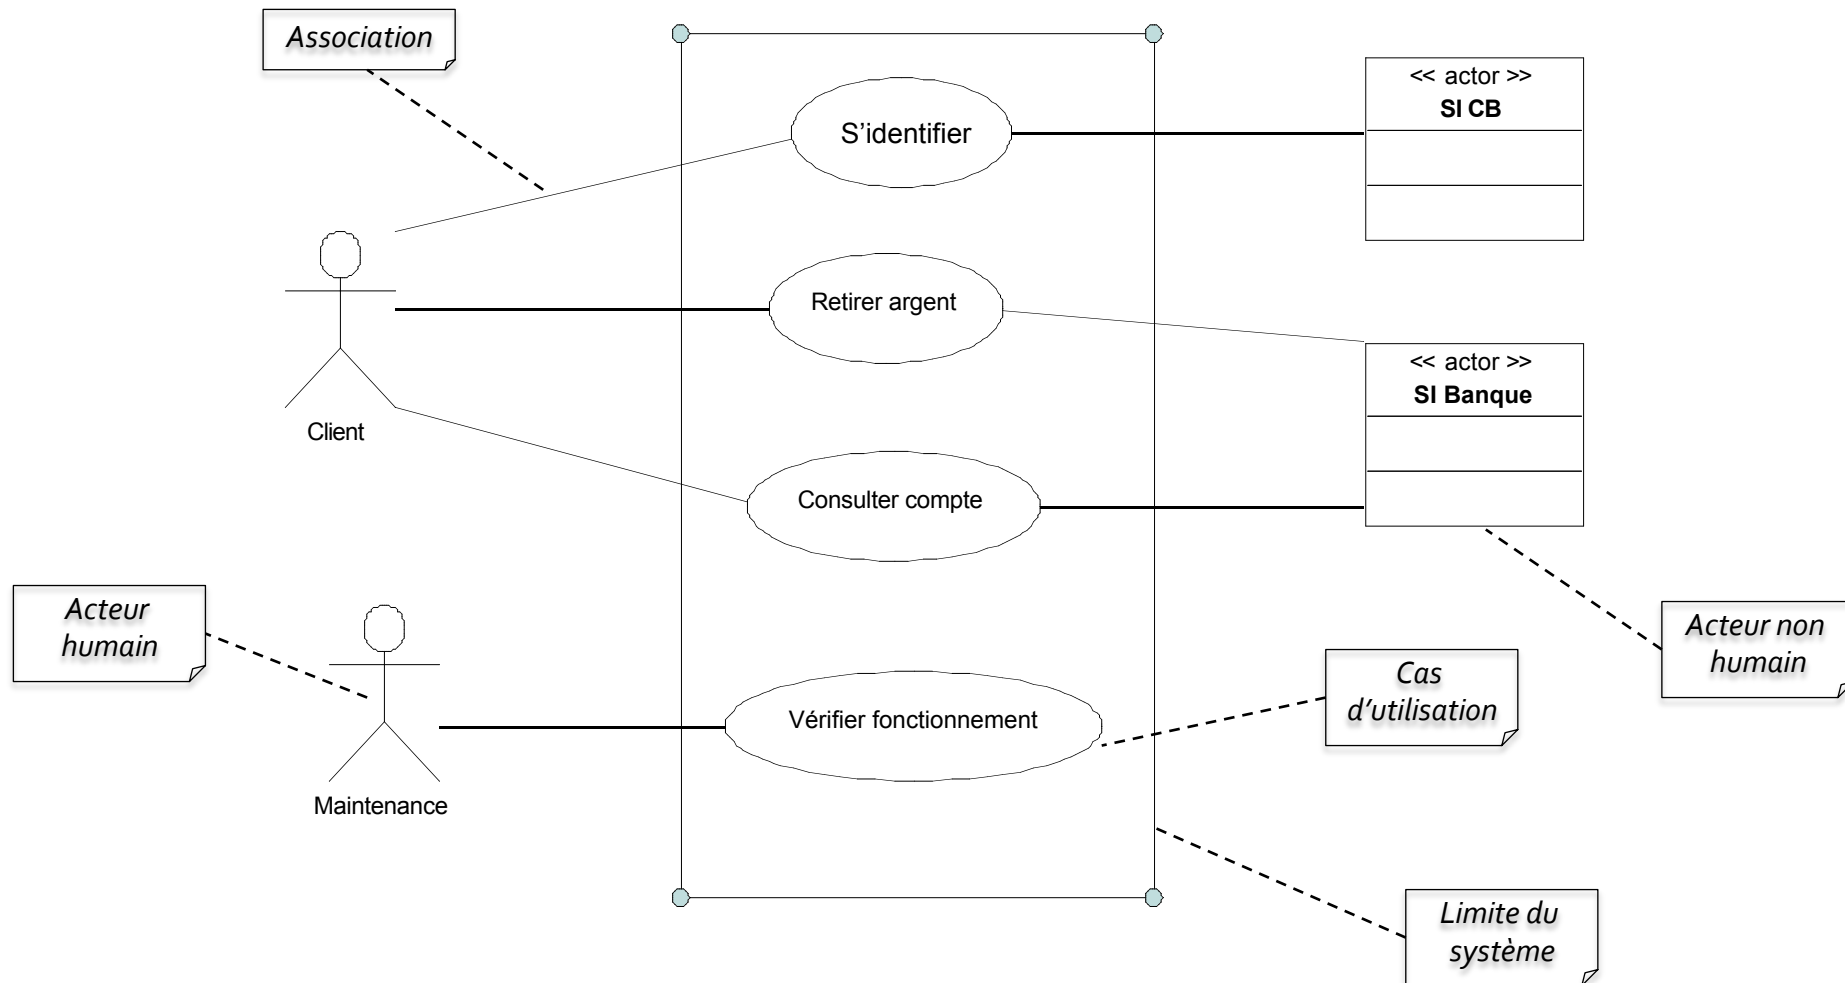 Association
<< actor >>
SI CB
S’identifier
Retirer argent
<< actor >>
SI Banque
Client
Consulter compte
Acteur
humain
Acteur non
humain
Cas
d’utilisation
Vérifier fonctionnement
Maintenance
Limite du
système